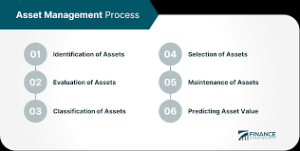 Asset Management Process
01 Identification of Assets
02 Evaluation of Assets
03 Classification of Assets
04 Selection of Assets
05 Maintenance of Assets
06 Predicting Asset Value
FINANCE